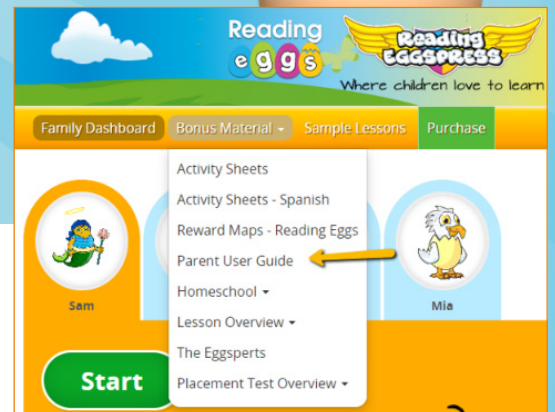 Reading
eggs
Reading
EGGSPRESS
Where children love to learn
Family Dashboard Bonus Material Sample Lessons Purchase
Activity Sheets
Activity Sheets - Spanish
Reward Maps - Reading Eggs
Parent User Guide
Homeschool
Lesson Overview
The Eggsperts
Placement Test Overview
Sam
Mia
Start